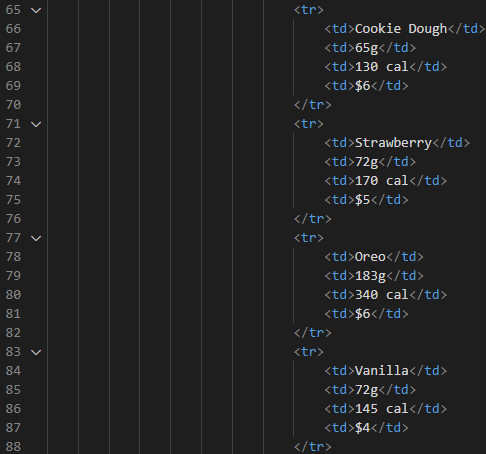 65 <tr>
66 <td>Cookie Dough</td>
67 <td>65g</td>
68 <td>130 cal</td>
69 <td>$6</td>
70 </tr>
71 <tr>
72 <td>Strawberry</td>
73 <td>72g</td>
74 <td>170 cal</td>
75 <td>$5</td>
76 </tr>
77 <tr>
78 <td>Oreo</td>
79 <td>183g</td>
80 <td>340 cal</td>
81 <td>$6</td>
82 </tr>
83 <tr>
84 <td>Vanilla</td>
85 <td>72g</td>
86 <td>145 cal</td>
87 <td>$4</td>
88 </tr>